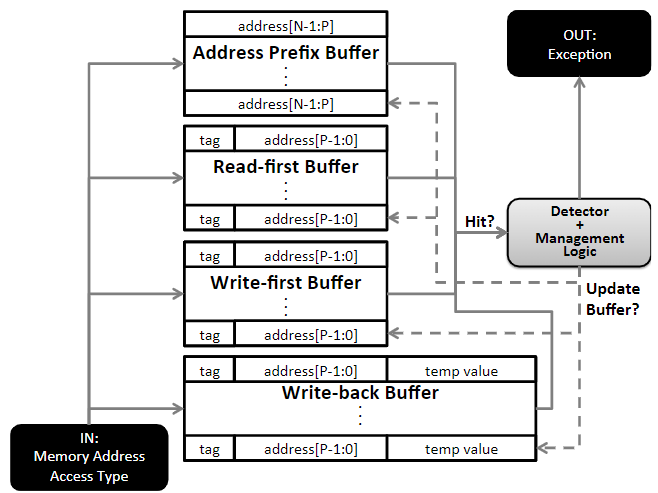 address[N-1:P]
Address Prefix Buffer
address[N-1:P]
OUT:
Exception
tag address[P-1:0]
Read-first Buffer
tag address[P-1:0]
Hit?
Detector
+
Management
Logic
tag address[P-1:0]
Write-first Buffer
tag address[P-1:0]
Update
Buffer?
tag address[P-1:0] temp value
Write-back Buffer
tag address[P-1:0] temp value
IN:
Memory Address
Access Type